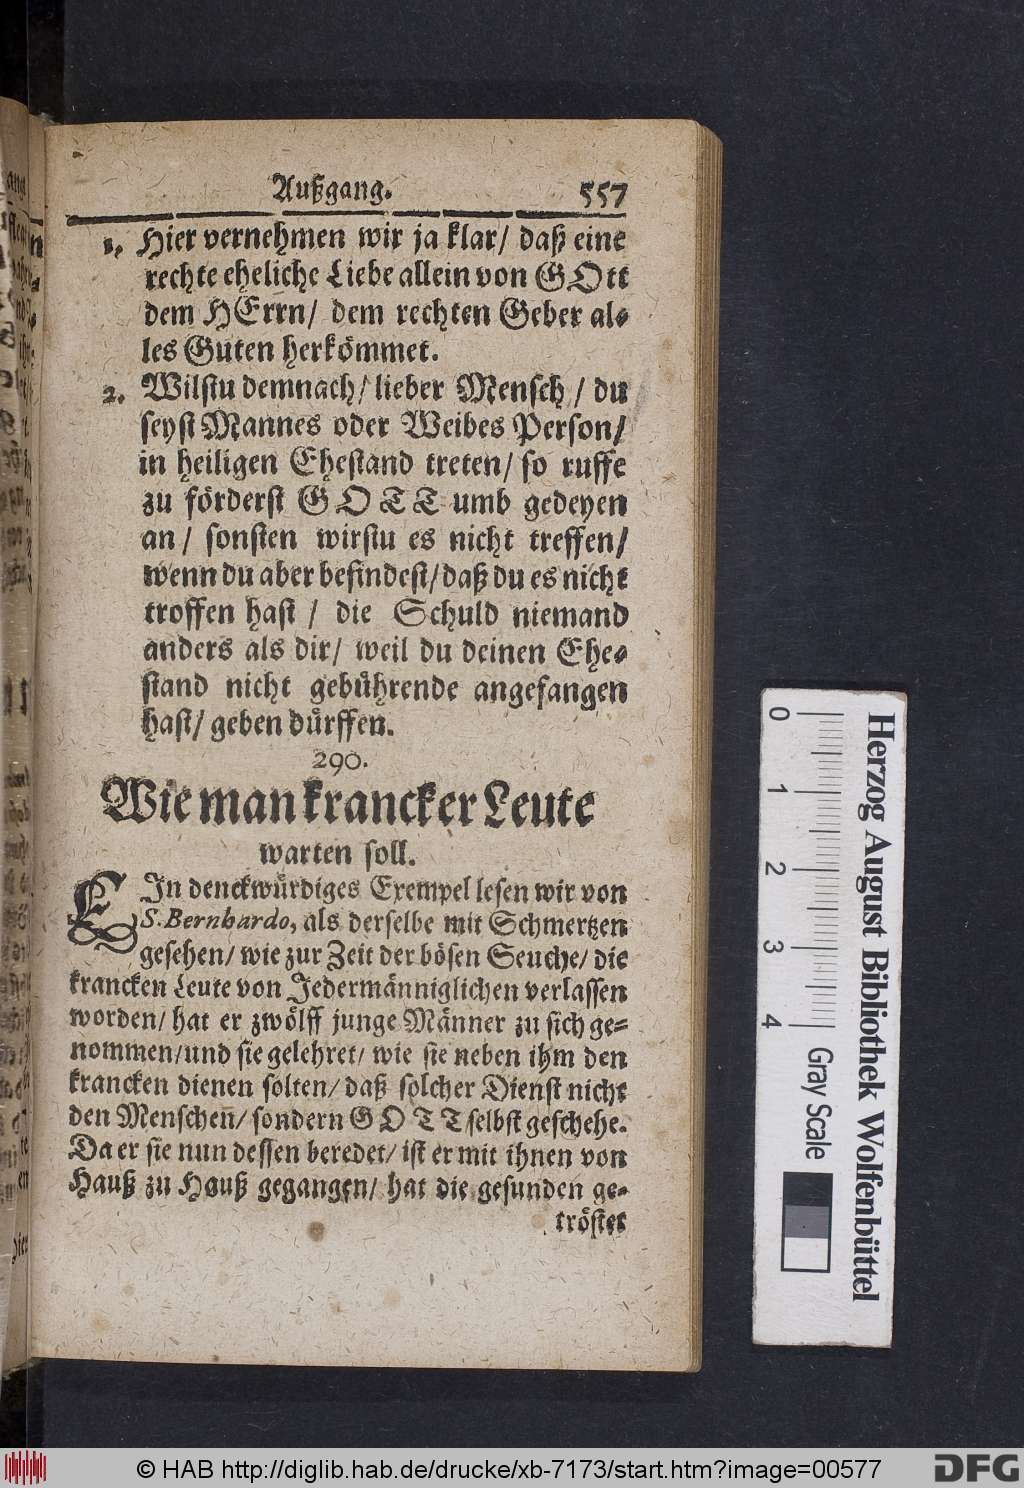 Außgang. 557
1. Hier vernehmen wir ja klar/ daß eine
rechte eheliche Liebe allein von GOtt
dem HErrn/ dem rechten Geber al⸗
les Guten herkömmet.
2. Wilstu demnach/ lieber Mensch / du
seyst Mannes oder Weibes Person/
in heiligen Ehestand treten/ so ruffe
zu förderst GOTT umb gedeyen
an/ sonsten wirstu es nicht treffen/
wenn du aber befindest/ daß du es nicht
troffen hast / die Schuld niemand
anders als dir/ weil du deinen Ehe⸗
stand nicht gebührende angefangen
hast/ geben dürffen.
290.
Wie man krancker Leute
warten soll.
EIn denckwürdiges Exempel lesen wir von
S. Bernhardo, als derselbe mit Schmertzen
gesehen/ wie zur Zeit der bösen Seuche/ die
krancken Leute von Jedermänniglichen verlassen
worden/ hat er zwölff junge Männer zu sich ge⸗
nommen/ und sie gelehret/ wie sie neben ihm den
krancken dienen solten/ daß solcher Dienst nicht
den Menschen̄/ sondern GOTT selbst geschehe.
Da er sie nun dessen beredet/ ist er mit ihnen von
Hauß zu Hauß gegangen/ hat die gesunden ge⸗
tröstet
Herzog August Bibliothek Wolfenbüttel
0 1 2 3 4 Gray Scale
© HAB http://diglib.hab.de/drucke/xb-7173/start.htm?image=00577
DFG